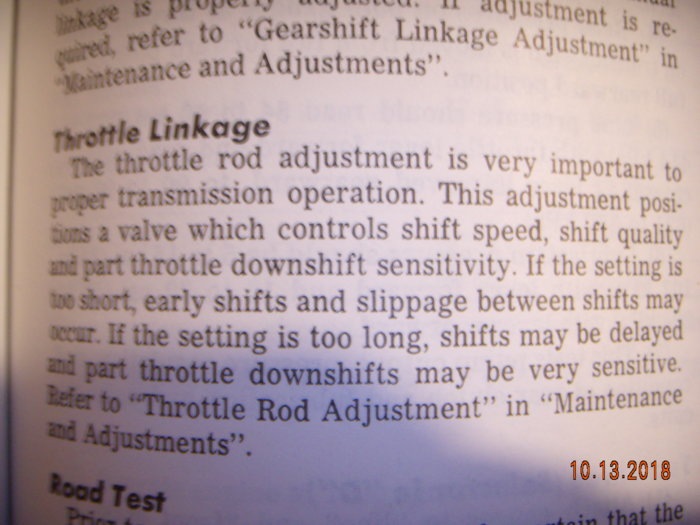 linkage is properly adjusted. If adjustment is re-
quired, refer to “Gearshift Linkage Adjustment” in
“Maintenance and Adjustments”.
Throttle Linkage
The throttle rod adjustment is very important to
proper transmission operation. This adjustment posi-
tions a valve which controls shift speed, shift quality
and part throttle downshift sensitivity. If the setting is
too short, early shifts and slippage between shifts may
occur. If the setting is too long, shifts may be delayed
and part throttle downshifts may be very sensitive.
Refer to “Throttle Rod Adjustment” in “Maintenance
and Adjustments”.
10.13.2018
Road Test
Prior that the